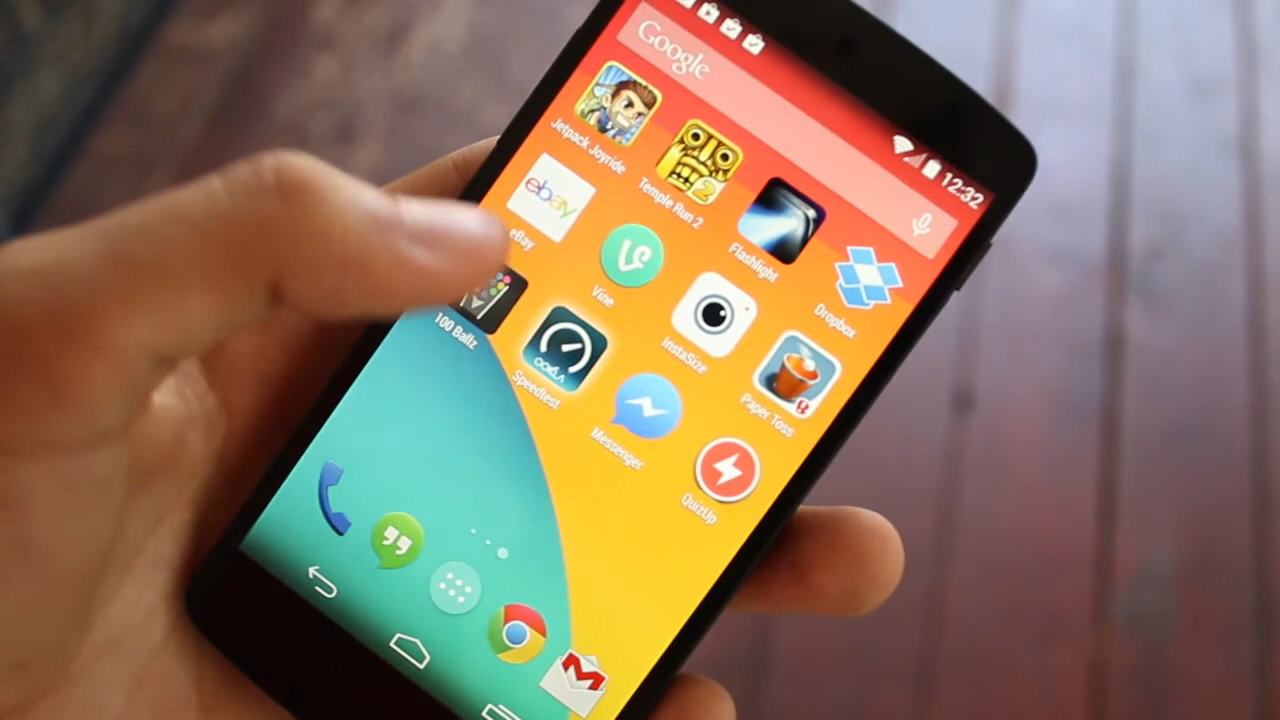 Google
12:32
Jetpack Joyride
Temple Run 2
Flashlight
Dropbox
ebay
eBay
Vine
InstaSize
Paper Toss
100 Ballz
Speedtest
Messenger
QuizUp